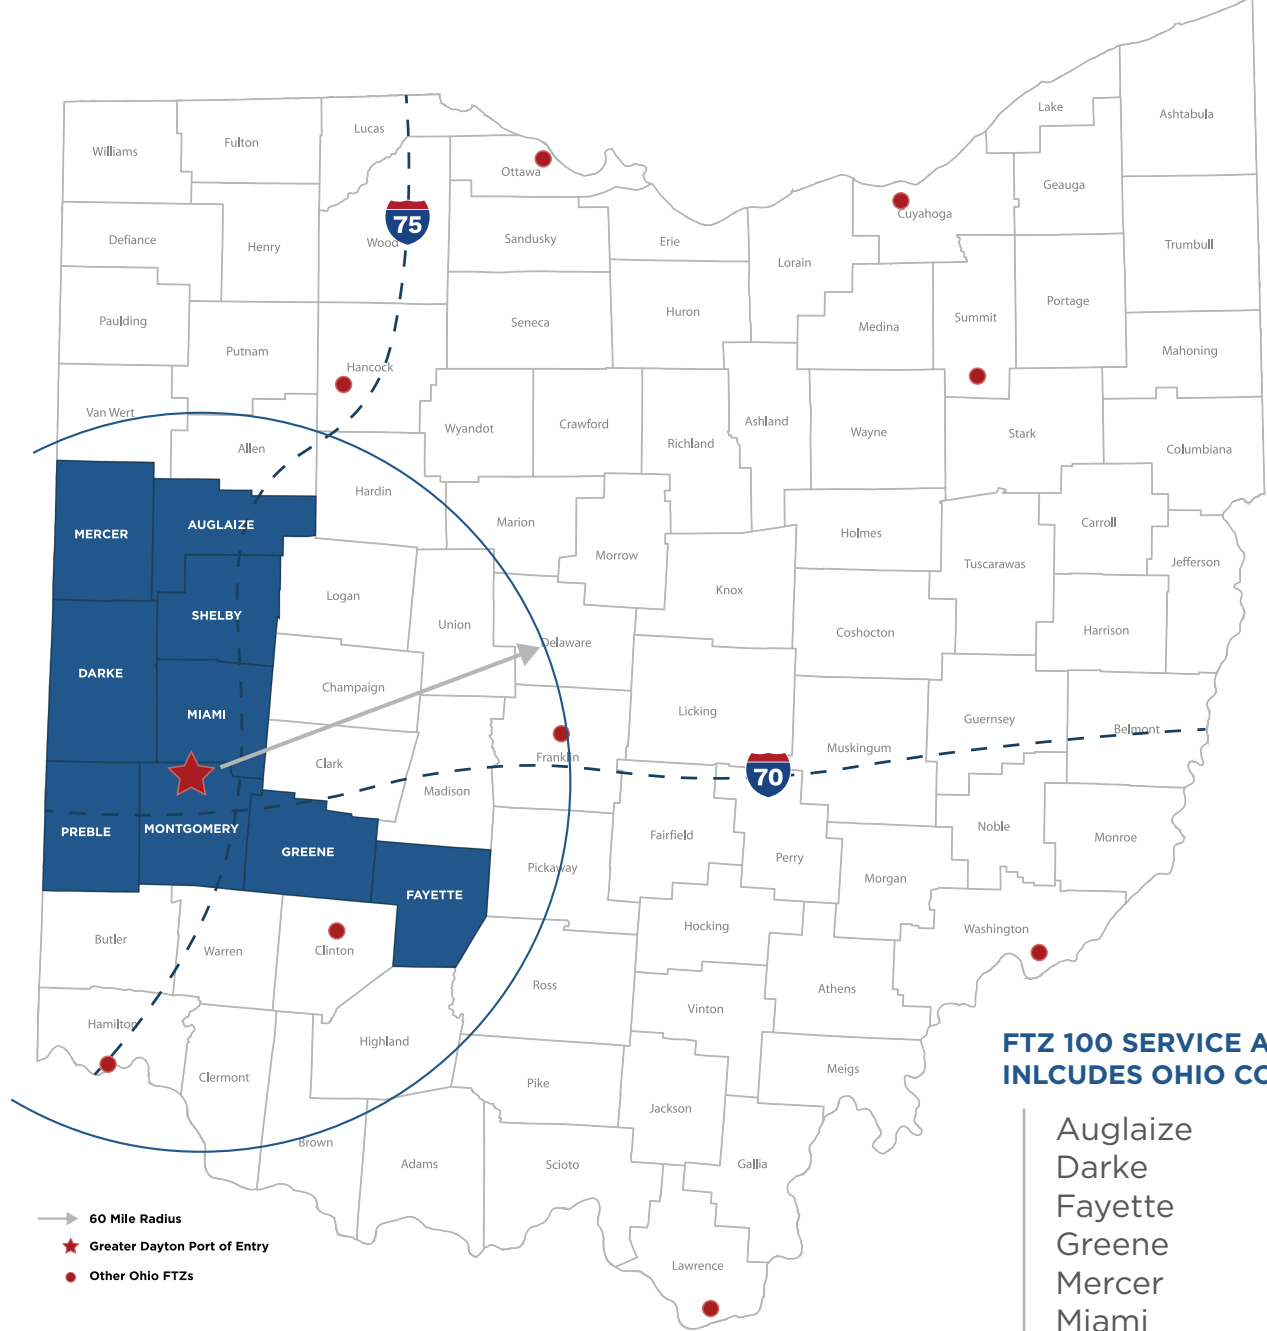 Lake
Ashtabula
Lucas
Fulton
Williams
Ottawa
Geauga
Cuyahoga
75
Defiance
Henry
Wood
Sandusky
Erie
Lorain
Trumbull
Paulding
Seneca
Huron
Medina
Summit
Portage
Putnam
Mahoning
Hancock
Van Wert
Allen
Wyandot
Crawford
Richland
Ashland
Wayne
Stark
Columbiana
Hardin
MERCER
AUGLAIZE
Marion
Morrow
Holmes
Carroll
Tuscarawas
Jefferson
Logan
Knox
SHELBY
Union
Delaware
Coshocton
Harrison
DARKE
Champaign
MIAMI
Licking
Guernsey
Belmont
Clark
Franklin
Muskingum
70
Madison
PREBLE
MONTGOMERY
GREENE
Fairfield
Perry
Noble
Monroe
Pickaway
Morgan
FAYETTE
Butler
Warren
Clinton
Hocking
Washington
Ross
Athens
Vinton
Hamilton
Highland
Clermont
Pike
Meigs
Jackson
Brown
Adams
Scioto
Gallia
Lawrence
60 Mile Radius
Greater Dayton Port of Entry
Other Ohio FTZs
FTZ 100 SERVICE A
INLCUDES OHIO CO
Auglaize
Darke
Fayette
Greene
Mercer
Miami